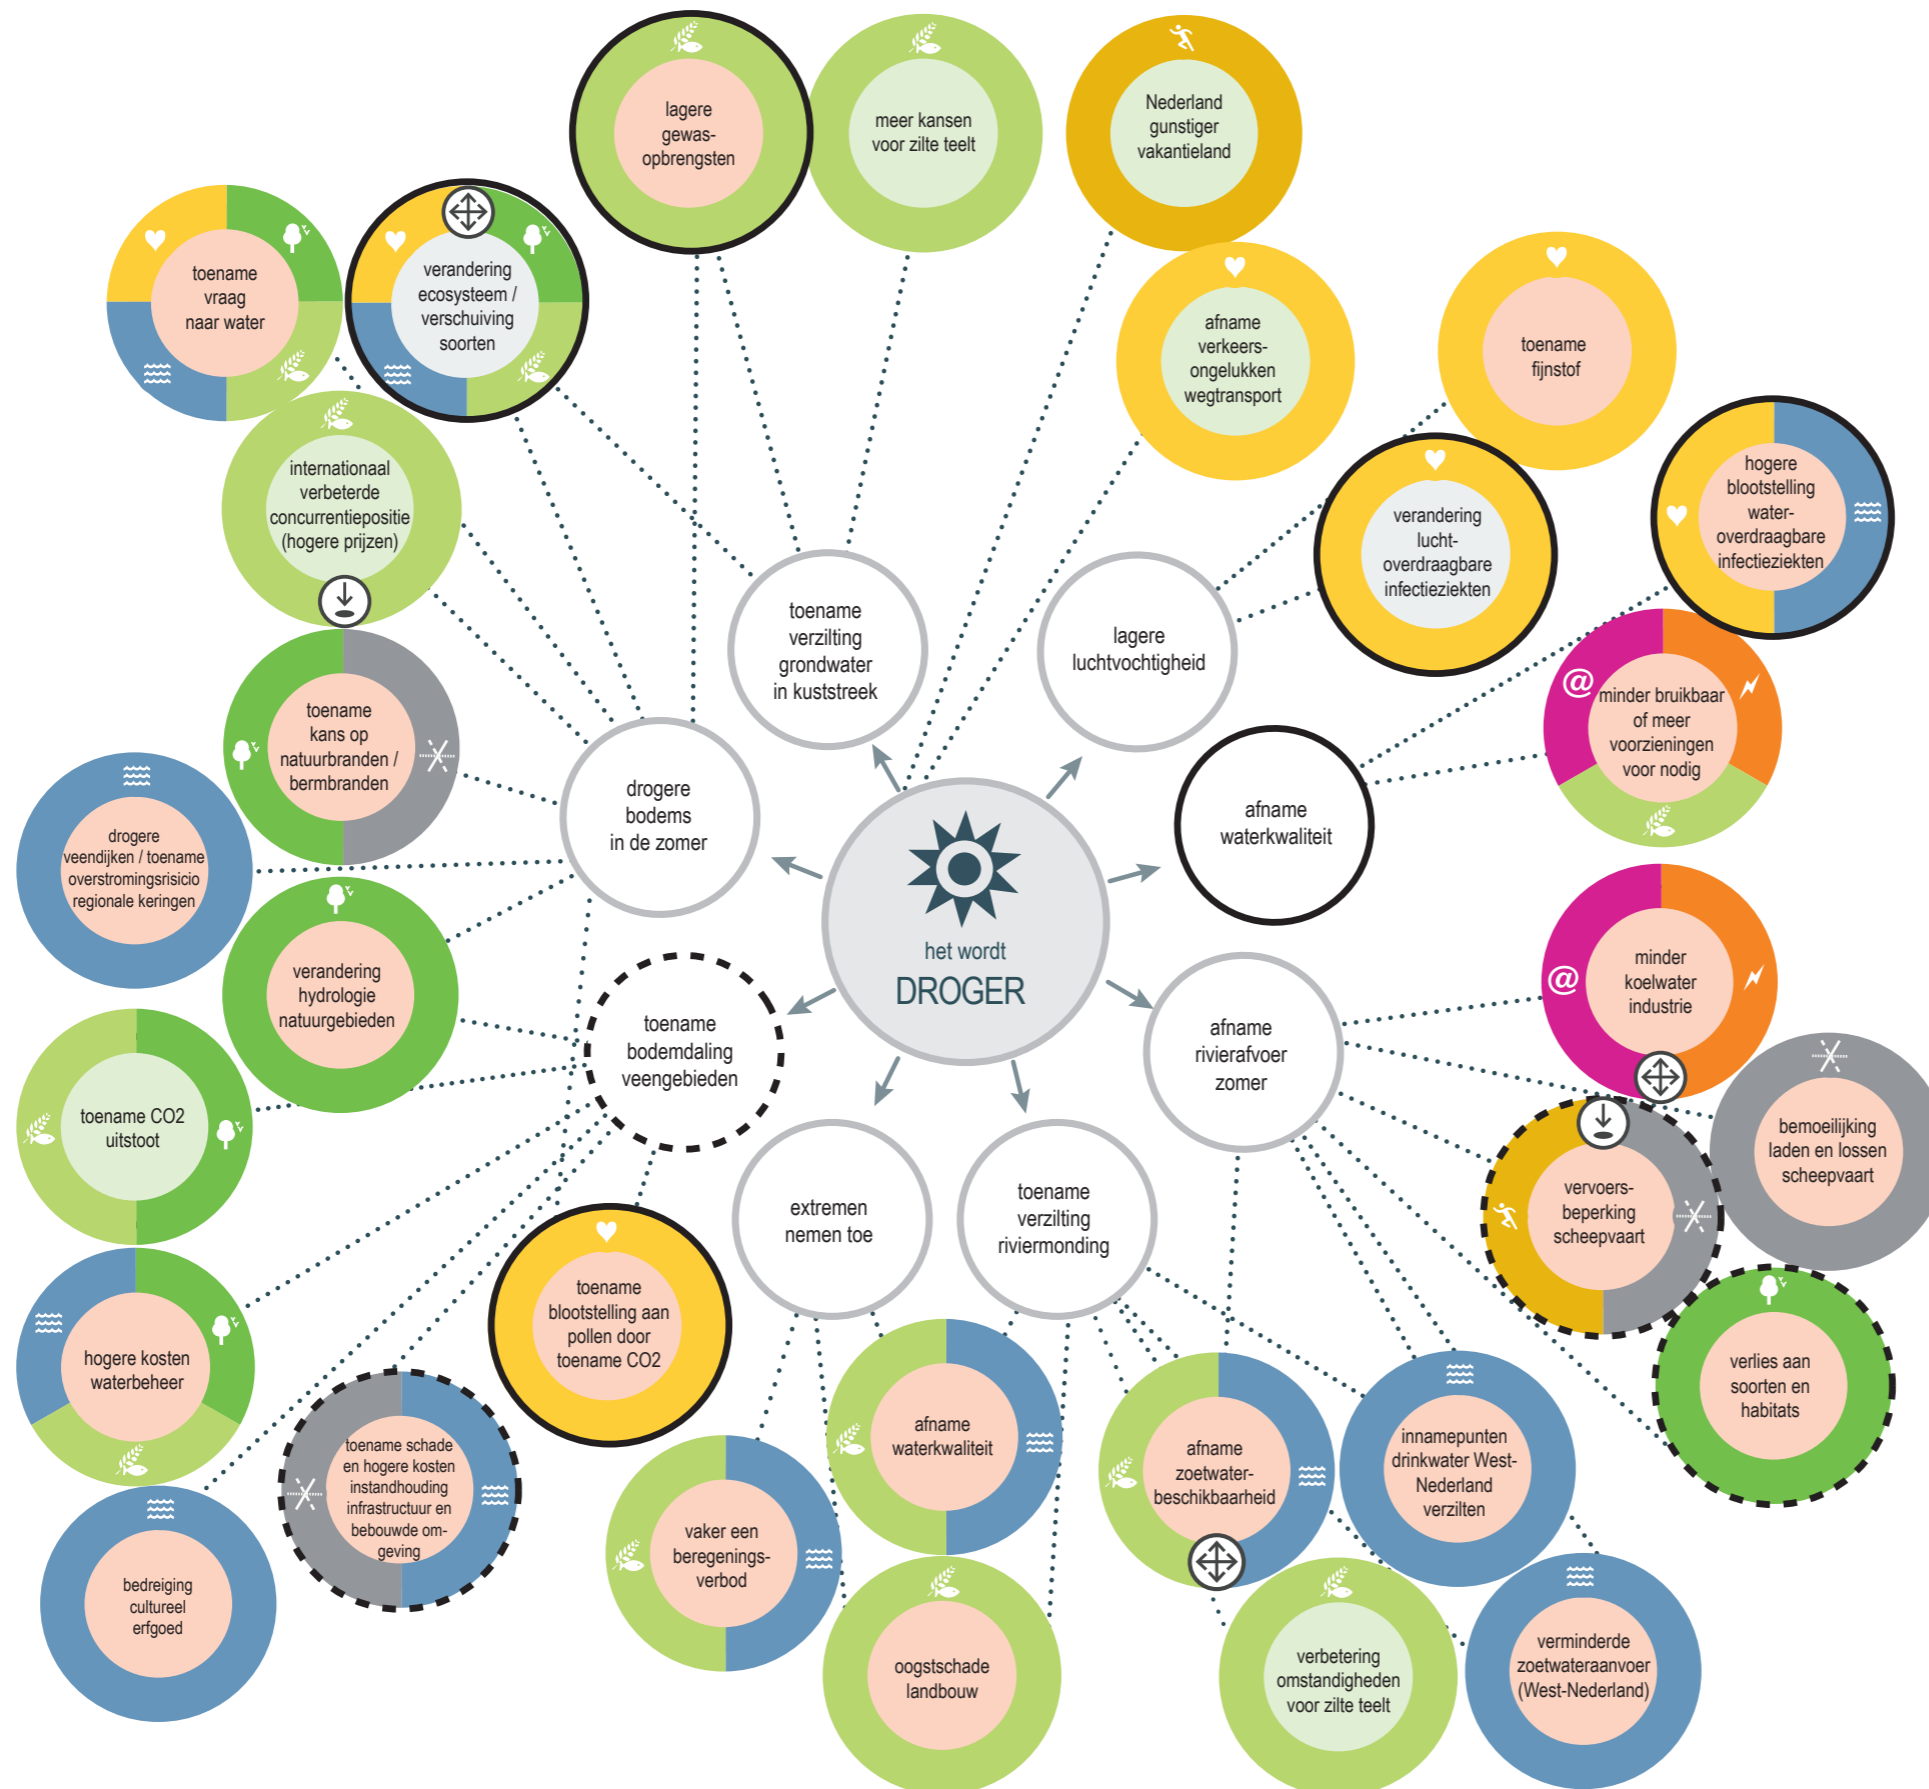 lagere
gewas-
opbrengsten
meer kansen
voor zilte teelt
Nederland
gunstiger
vakantieland
toename
vraag
naar water
verandering
ecosysteem /
verschuiving
soorten
afname
verkeers-
ongelukken
wegtransport
toename
fijnstof
internationaal
verbeterde
concurrentiepositie
(hogere prijzen)
verandering
lucht-
overdraagbare
infectieziekten
hogere
blootstelling
water-
overdraagbare
infectieziekten
toename
verzilting
grondwater
in kuststreek
lagere
luchtvochtigheid
toename
kans op
natuurbranden /
bermbranden
@
minder bruikbaar
of meer
voorzieningen
voor nodig
drogere
bodems
in de zomer
afname
waterkwaliteit
drogere
veendijken / toename
overstromingsrisicio
regionale keringen
het wordt
DROGER
verandering
hydrologie
natuurgebieden
@
minder
koelwater
industrie
toename
bodemdaling
veengebieden
afname
rivierafvoer
zomer
toename CO2
uitstoot
bemoeilijking
laden en lossen
scheepvaart
extremen
nemen toe
toename
verzilting
riviermonding
vervoers-
beperking
scheepvaart
toename
blootstelling aan
pollen door
toename CO2
hogere kosten
waterbeheer
verlies aan
soorten en
habitats
toename schade
en hogere kosten
instandhouding
infrastructuur en
bebouwde om-
geving
afname
waterkwaliteit
afname
zoetwater-
beschikbaarheid
innamepunten
drinkwater West-
Nederland
verzilten
vaker een
beregenings-
verbod
bedreiging
cultureel
erfgoed
oogstschade
landbouw
verbetering
omstandigheden
voor zilte teelt
verminderde
zoetwateraanvoer
(West-Nederland)